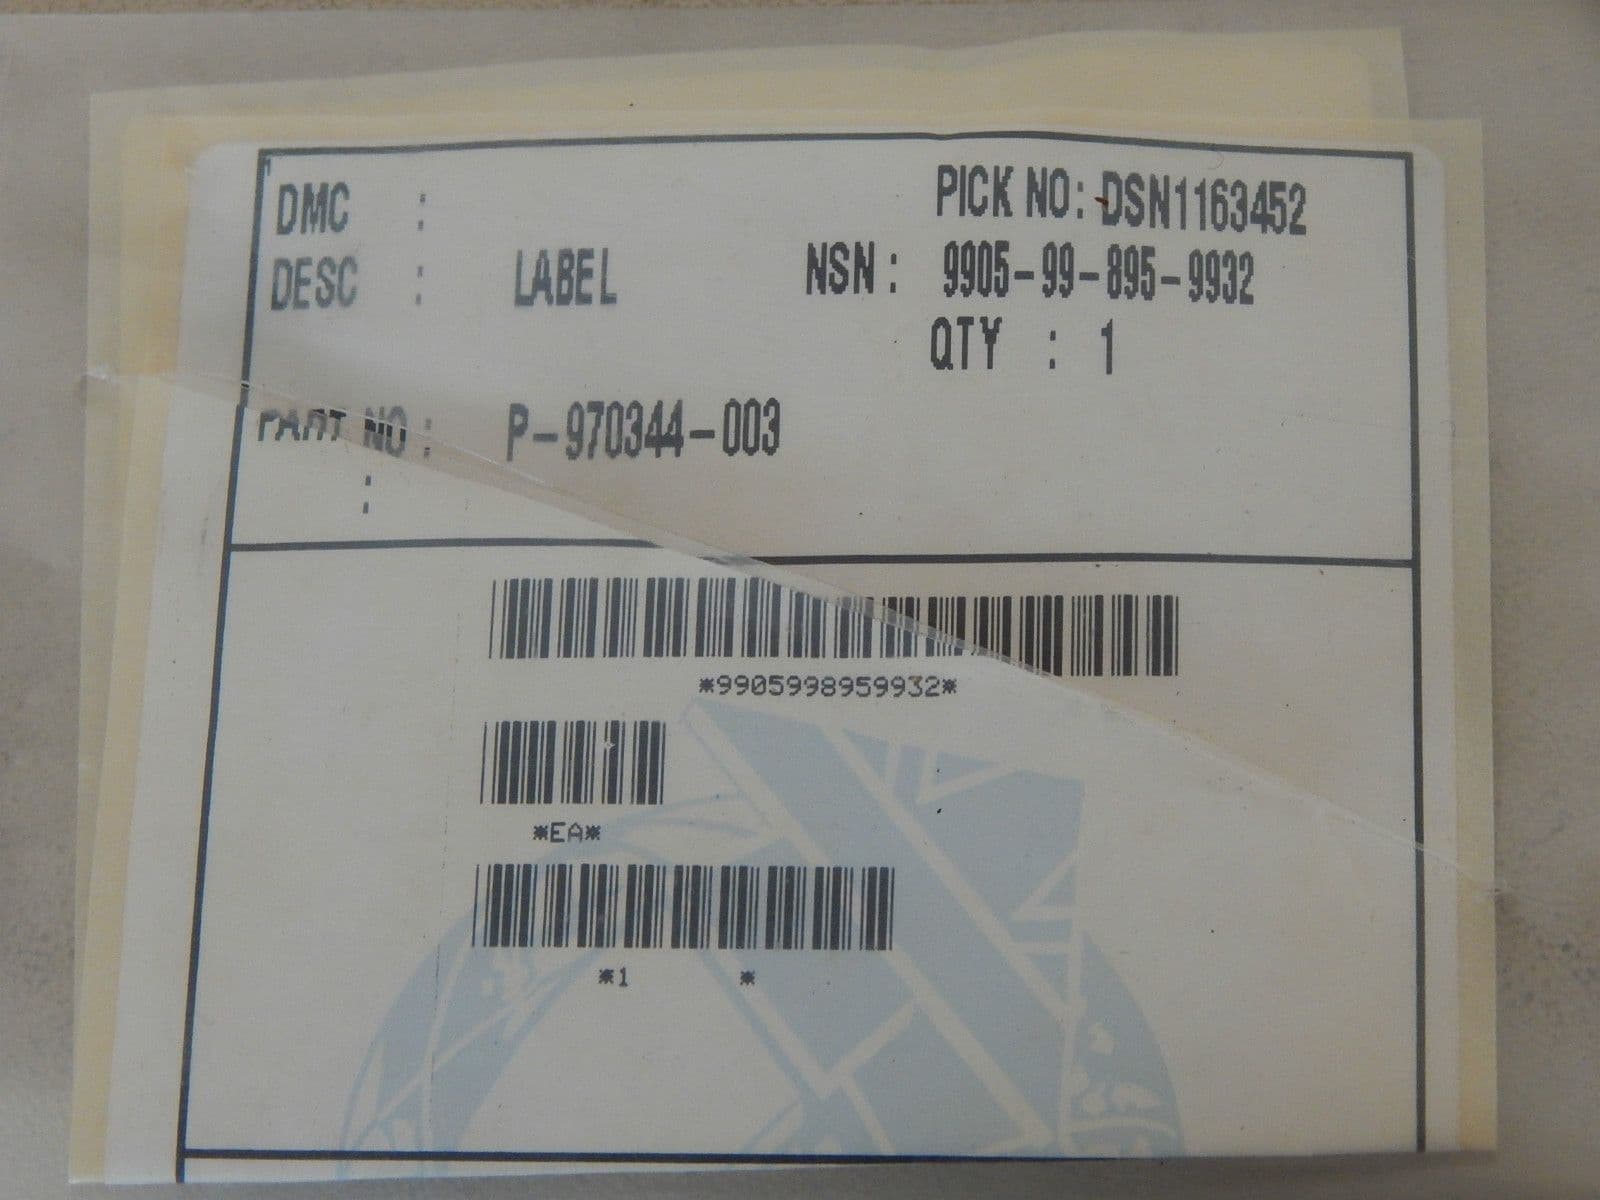 DMC : PICK NO: DSN1163452
DESC : LABEL NSN : 9905-99-895-9932
QTY : 1
PART NO : P-970344-003
:
*9905998959932*
*EA*
*1 *